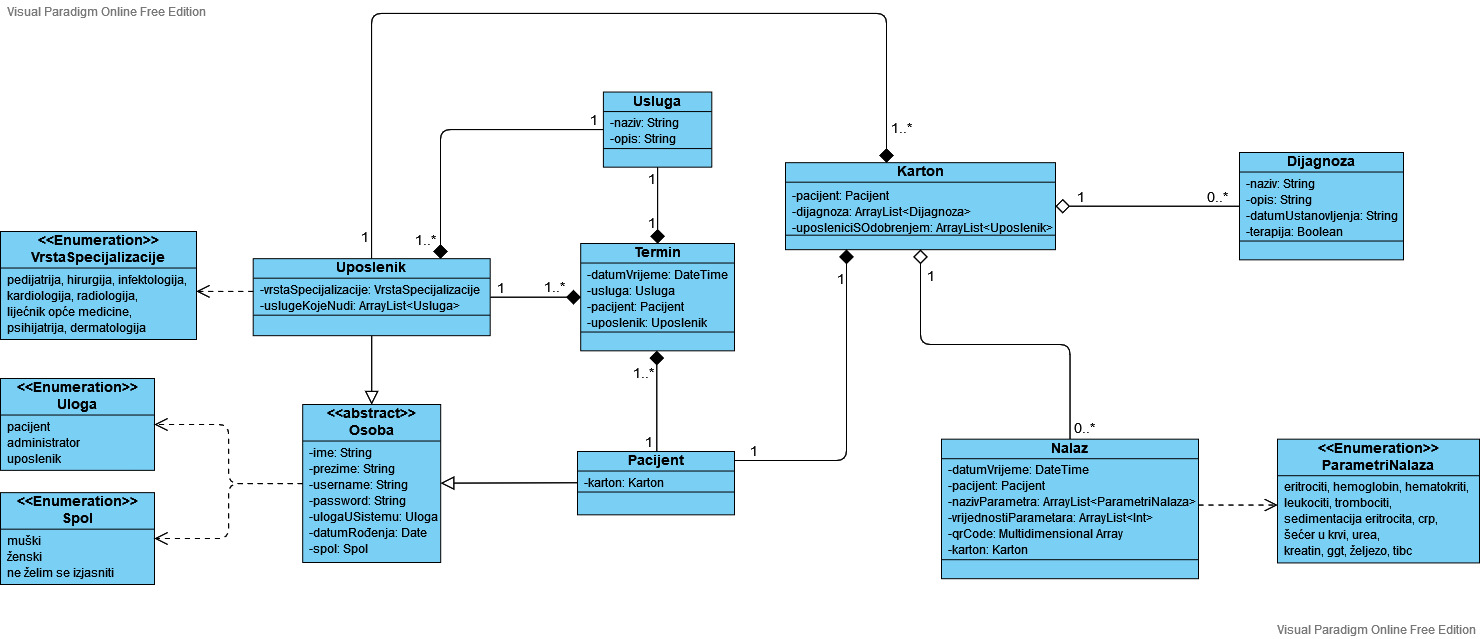 Visual Paradigm Online Free Edition
1
1..*
Usluga
-naziv: String
-opis: String
1
1
1
1..*
Karton
-pacijent: Pacijent
-dijagnoza: ArrayList<Dijagnoza>
-uposleniciSOdobrenjem: ArrayList<Uposlenik>
1
0..*
Dijagnoza
-naziv: String
-opis: String
-datumUstanovljenja: String
-terapija: Boolean
<<Enumeration>>
VrstaSpecijalizacije
pedijatrija, hirurgija, infektologija,
kardiologija, radiologija,
liječnik opće medicine,
psihijatrija, dermatologija
Uposlenik
-vrstaSpecijalizacije: VrstaSpecijalizacije
-uslugeKojeNudi: ArrayList<Usluga>
1
1..*
Termin
-datumVrijeme: DateTime
-usluga: Usluga
-pacijent: Pacijent
-uposlenik: Uposlenik
1..*
1
1
1
<<Enumeration>>
Uloga
pacijent
administrator
uposlenik
<<Enumeration>>
Spol
muški
ženski
ne želim se izjasniti
<<abstract>>
Osoba
-ime: String
-prezime: String
-username: String
-password: String
-ulogaUSistemu: Uloga
-datumRođenja: Date
-spol: Spol
Pacijent
-karton: Karton
1
0..*
Nalaz
-datumVrijeme: DateTime
-pacijent: Pacijent
-nazivParametra: ArrayList<ParametriNalaza>
-vrijednostiParametara: ArrayList<Int>
-qrCode: Multidimensional Array
-karton: Karton
<<Enumeration>>
ParametriNalaza
eritrociti, hemoglobin, hematokriti,
leukociti, trombociti,
sedimentacija eritrocita, crp,
šećer u krvi, urea,
kreatin, ggt, željezo, tibc
Visual Paradigm Online Free Edition